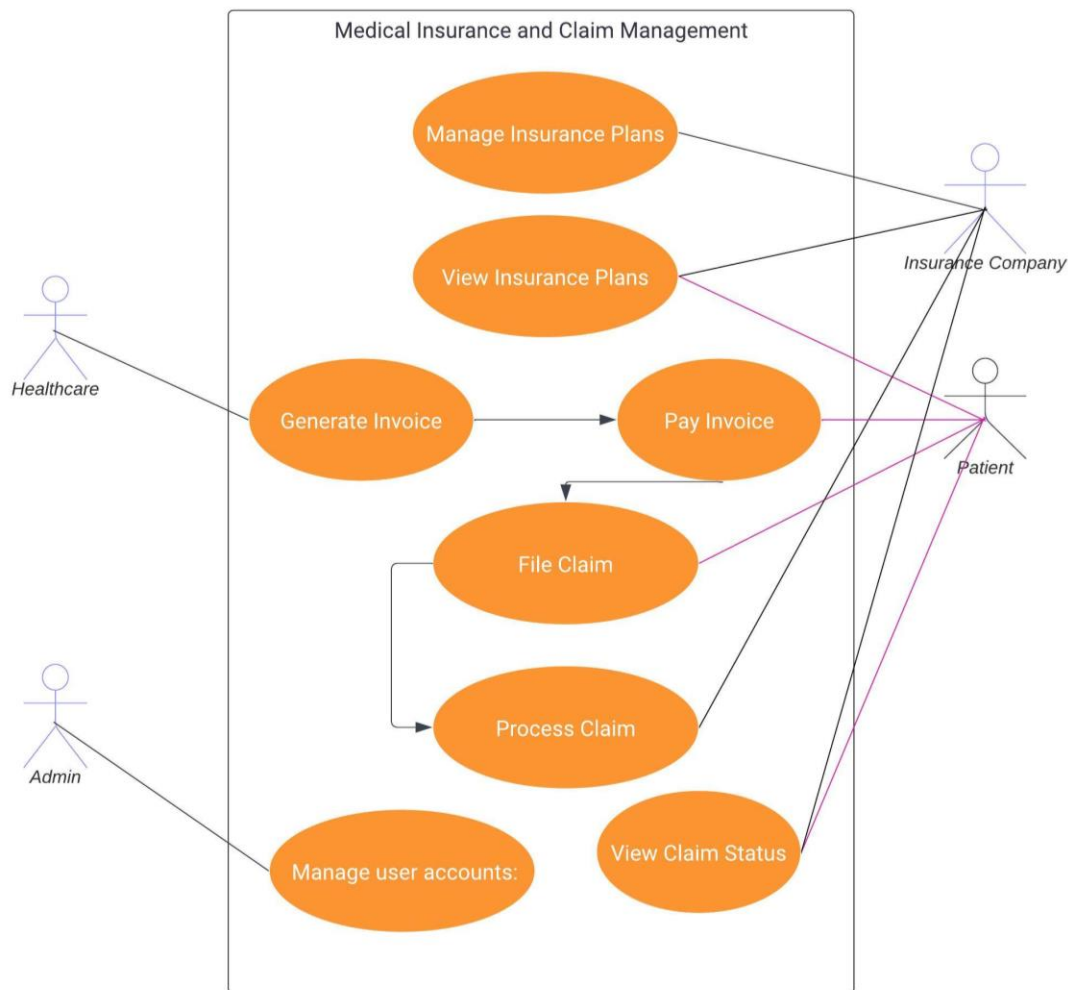 Medical Insurance and Claim Management
Manage Insurance Plans
Insurance Company
View Insurance Plans
Healthcare
Generate Invoice
Pay Invoice
Patient
File Claim
Process Claim
Admin
View Claim Status
Manage user accounts: